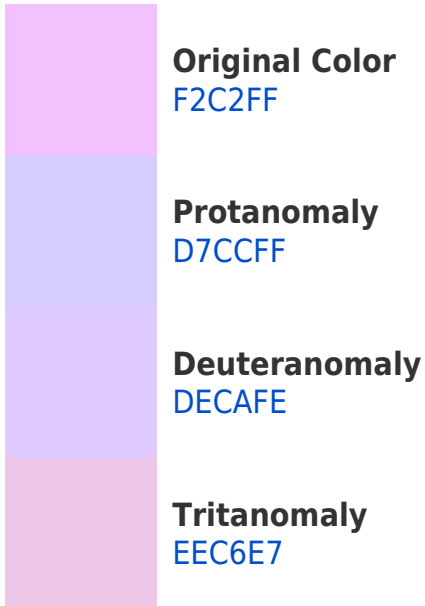 Original Color
F2C2FF
Protanomaly
D7CCFF
Deuteranomaly
DECAFE
Tritanomaly
EEC6E7